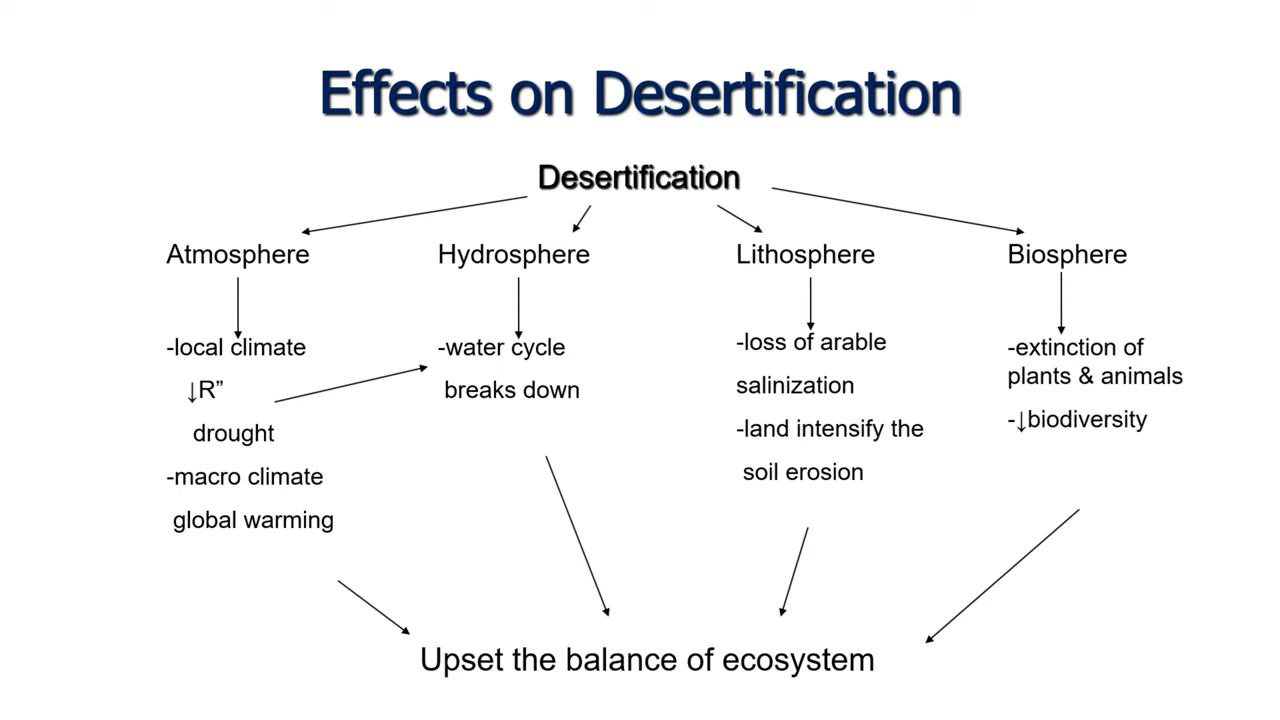 Effects on Desertification
Desertification
Atmosphere
Hydrosphere
Lithosphere
Biosphere
-local climate
↓R”
drought
-macro climate
global warming
-water cycle
breaks down
-loss of arable
salinization
-land intensify the
soil erosion
-extinction of
plants & animals
-↓biodiversity
Upset the balance of ecosystem